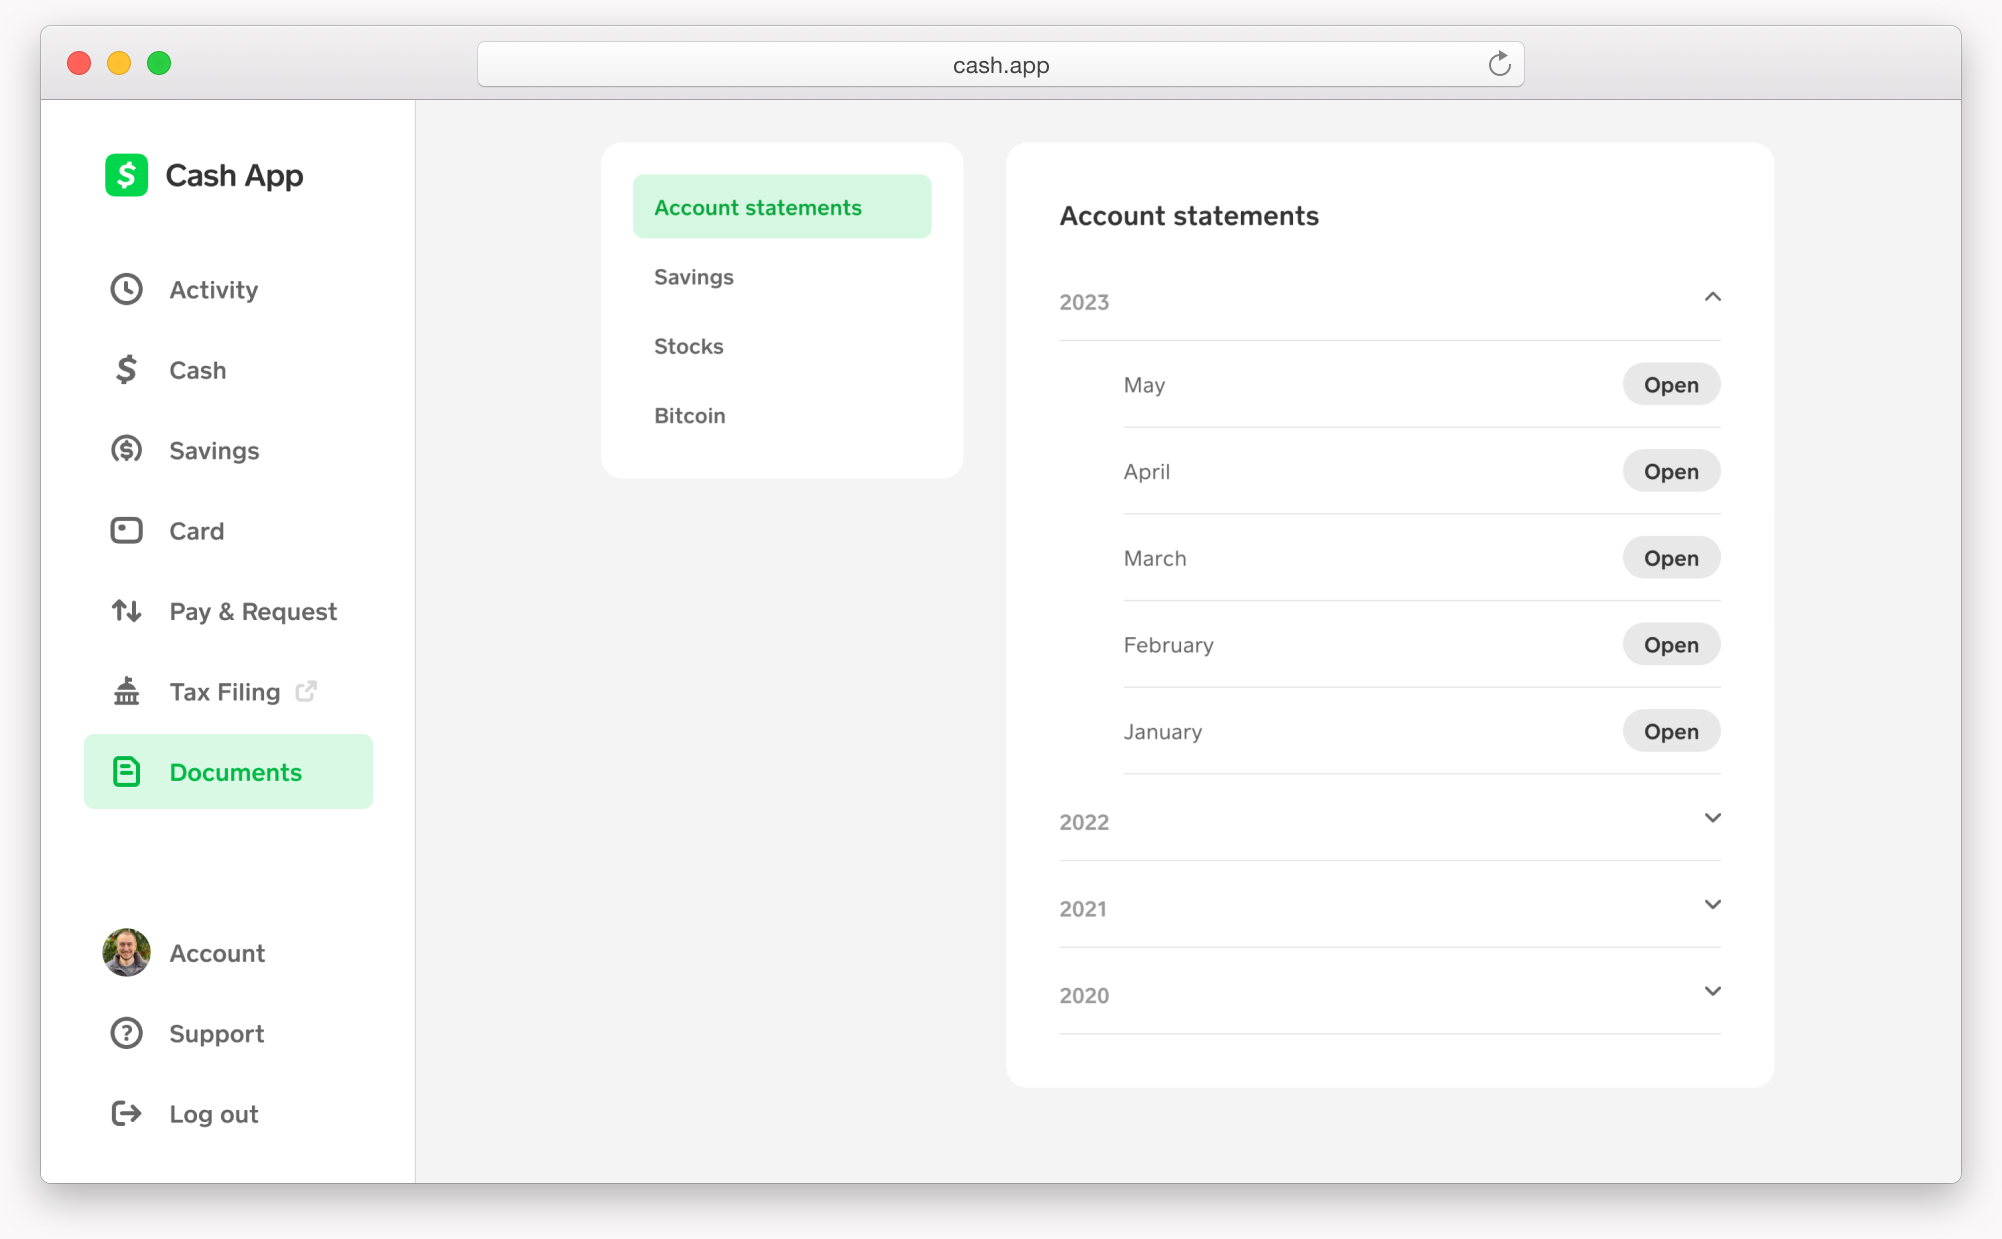 cash.app
Cash App
Activity
Cash
Savings
Card
Pay & Request
Tax Filing
Documents
Account
Support
Log out
Account statements
Savings
Stocks
Bitcoin
Account statements
2023
May Open
April Open
March Open
February Open
January Open
2022
2021
2020